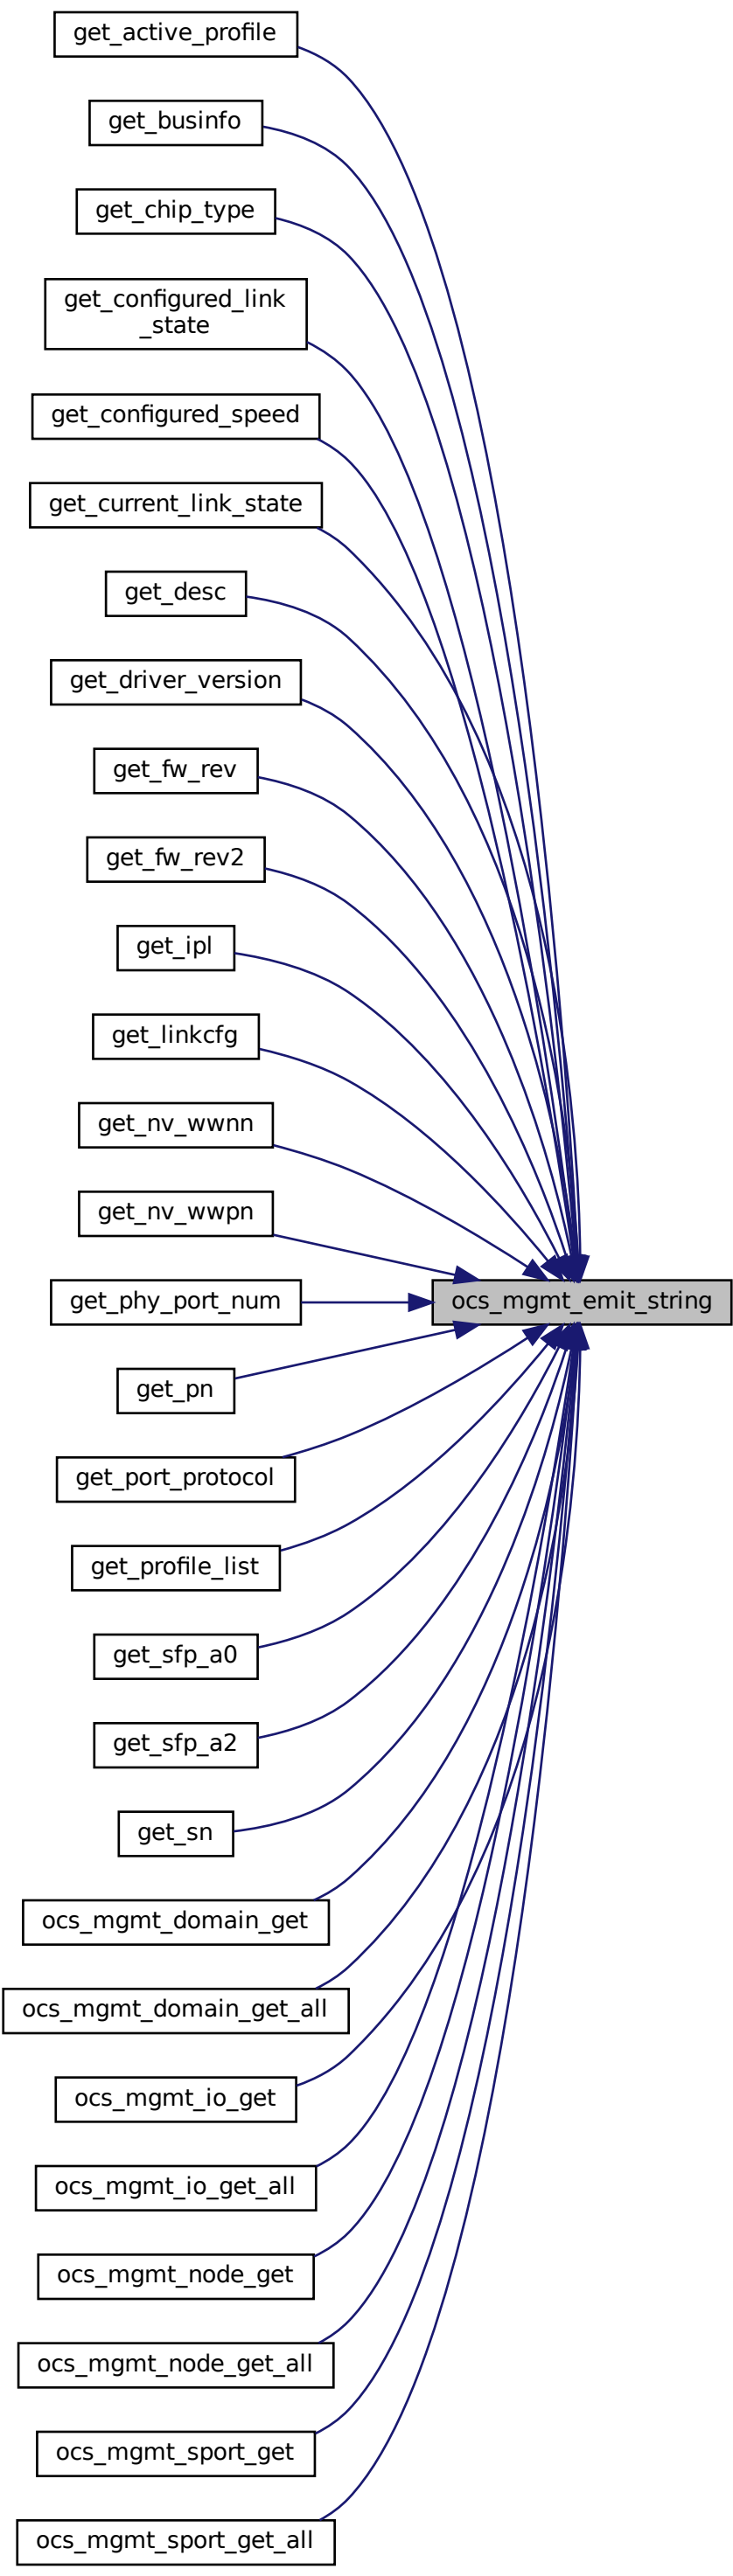 get_active_profile
get_businfo
get_chip_type
get_configured_link
_state
get_configured_speed
get_current_link_state
get_desc
get_driver_version
get_fw_rev
get_fw_rev2
get_ipl
get_linkcfg
get_nv_wwnn
get_nv_wwpn
get_phy_port_num
ocs_mgmt_emit_string
get_pn
get_port_protocol
get_profile_list
get_sfp_a0
get_sfp_a2
get_sn
ocs_mgmt_domain_get
ocs_mgmt_domain_get_all
ocs_mgmt_io_get
ocs_mgmt_io_get_all
ocs_mgmt_node_get
ocs_mgmt_node_get_all
ocs_mgmt_sport_get
ocs_mgmt_sport_get_all